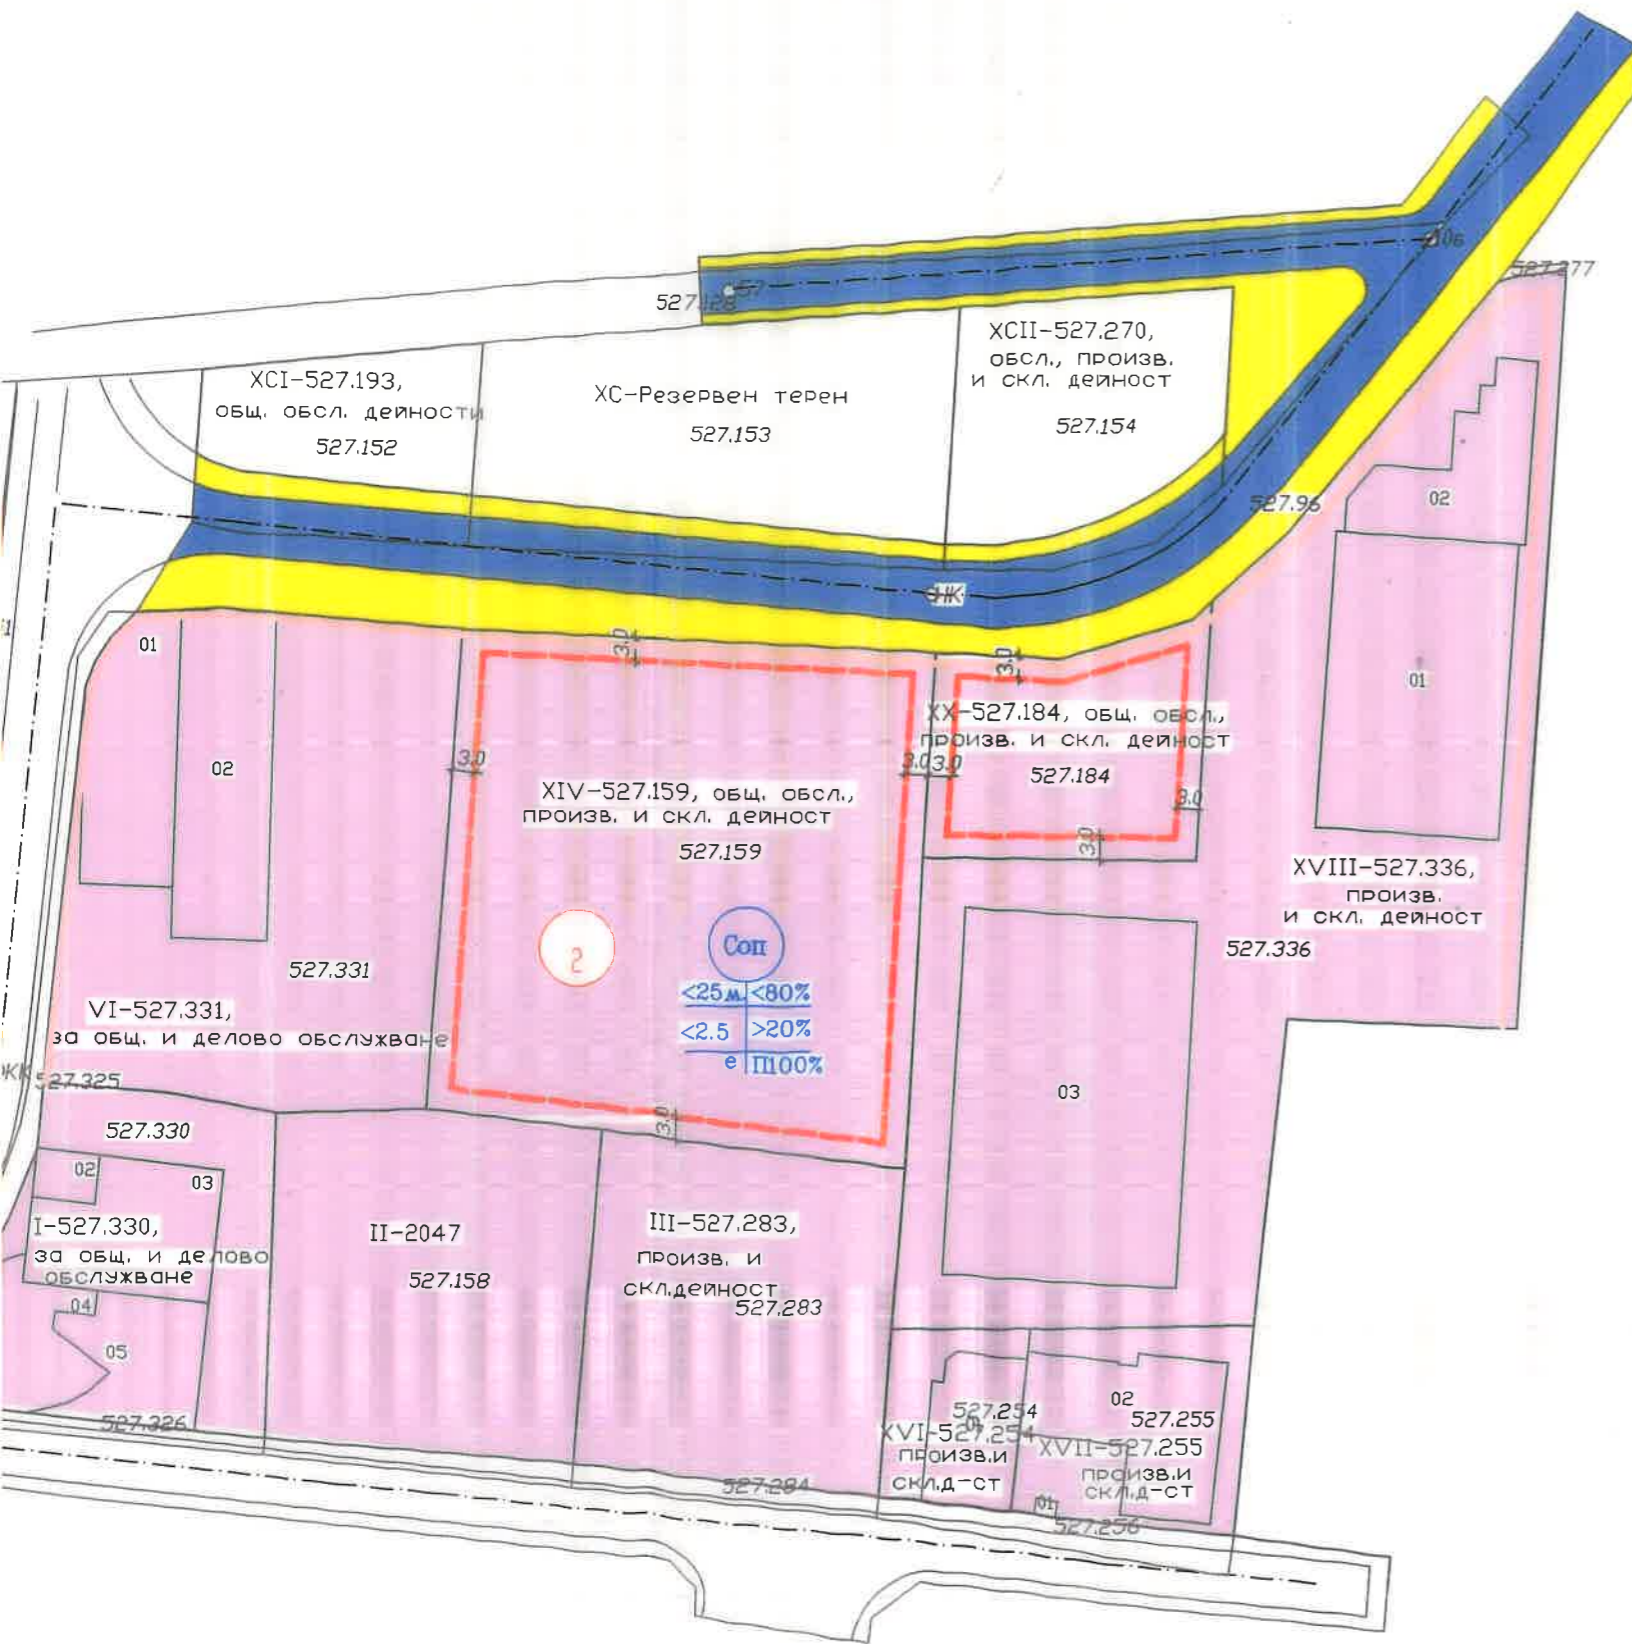 527.277
527.128
XCI-527.193,
общ. обсл. дейности
527.152
XC-Резервен терен
527.153
XCII-527.270,
обсл., произв.
и скл. дейност
527.154
527.96
02
01
01
02
3.0
3.0
XX-527.184, общ. обсл.,
произв. и скл. дейност
527.184
3.0
3.0
3.0
3.0
3.0
XIV-527.159, общ. обсл.,
произв. и скл. дейност
527.159
2
Соп
<25м. <80%
<2.5 >20%
е П100%
XVIII-527.336,
произв.
и скл. дейност
527.336
527.331
VI-527.331,
за общ. и делово обслужване
527.325
3.0
03
527.330
02
03
I-527.330,
за общ. и делово
обслужване
04
05
II-2047
527.158
III-527.283,
произв. и
скл.дейност
527.283
527.254
XVI-527.254
произв.и
скл.д-ст
02
527.255
XVII-527.255
произв.и
скл.д-ст
01
527.326
527.284
527.256